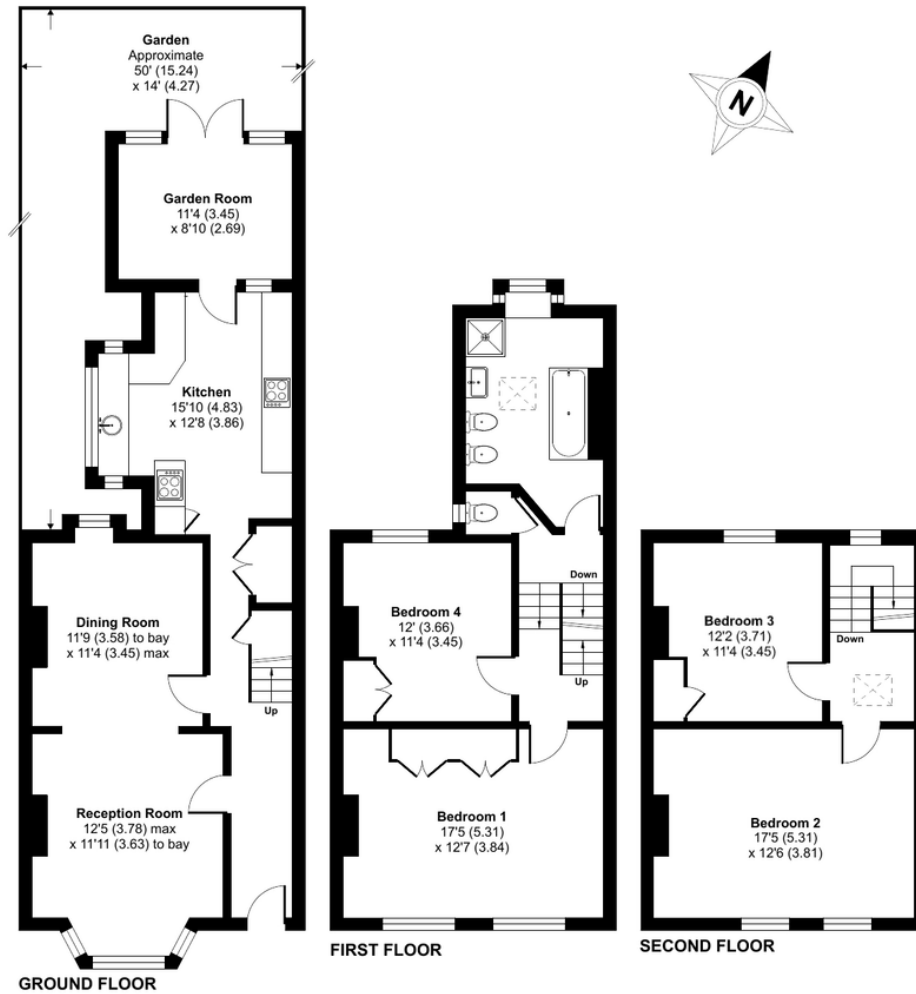 Garden
Approximate
50' (15.24)
x 14' (4.27)
N
Garden Room
11'4 (3.45)
x 8'10 (2.69)
Kitchen
15'10 (4.83)
x 12'8 (3.86)
Dining Room
11'9 (3.58) to bay
x 11'4 (3.45) max
Up
Reception Room
12'5 (3.78) max
x 11'11 (3.63) to bay
GROUND FLOOR
Down
Bedroom 4
12' (3.66)
x 11'4 (3.45)
Up
Bedroom 1
17'5 (5.31)
x 12'7 (3.84)
FIRST FLOOR
Bedroom 3
12'2 (3.71)
x 11'4 (3.45)
Down
Bedroom 2
17'5 (5.31)
x 12'6 (3.81)
SECOND FLOOR